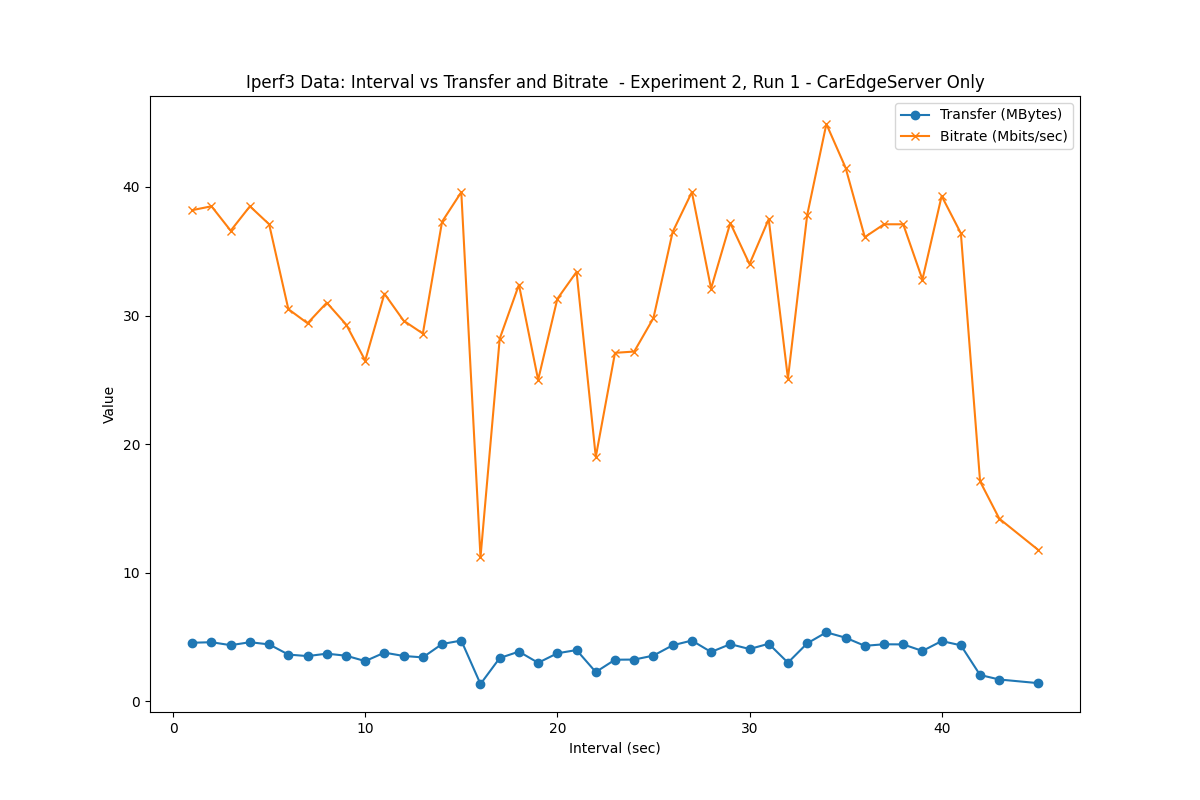 Iperf3 Data: Interval vs Transfer and Bitrate  - Experiment 2, Run 1 - CarEdgeServer Only
Transfer (MBytes)
Bitrate (Mbits/sec)
Value
40
30
20
10
0
0 10 20 30 40
Interval (sec)